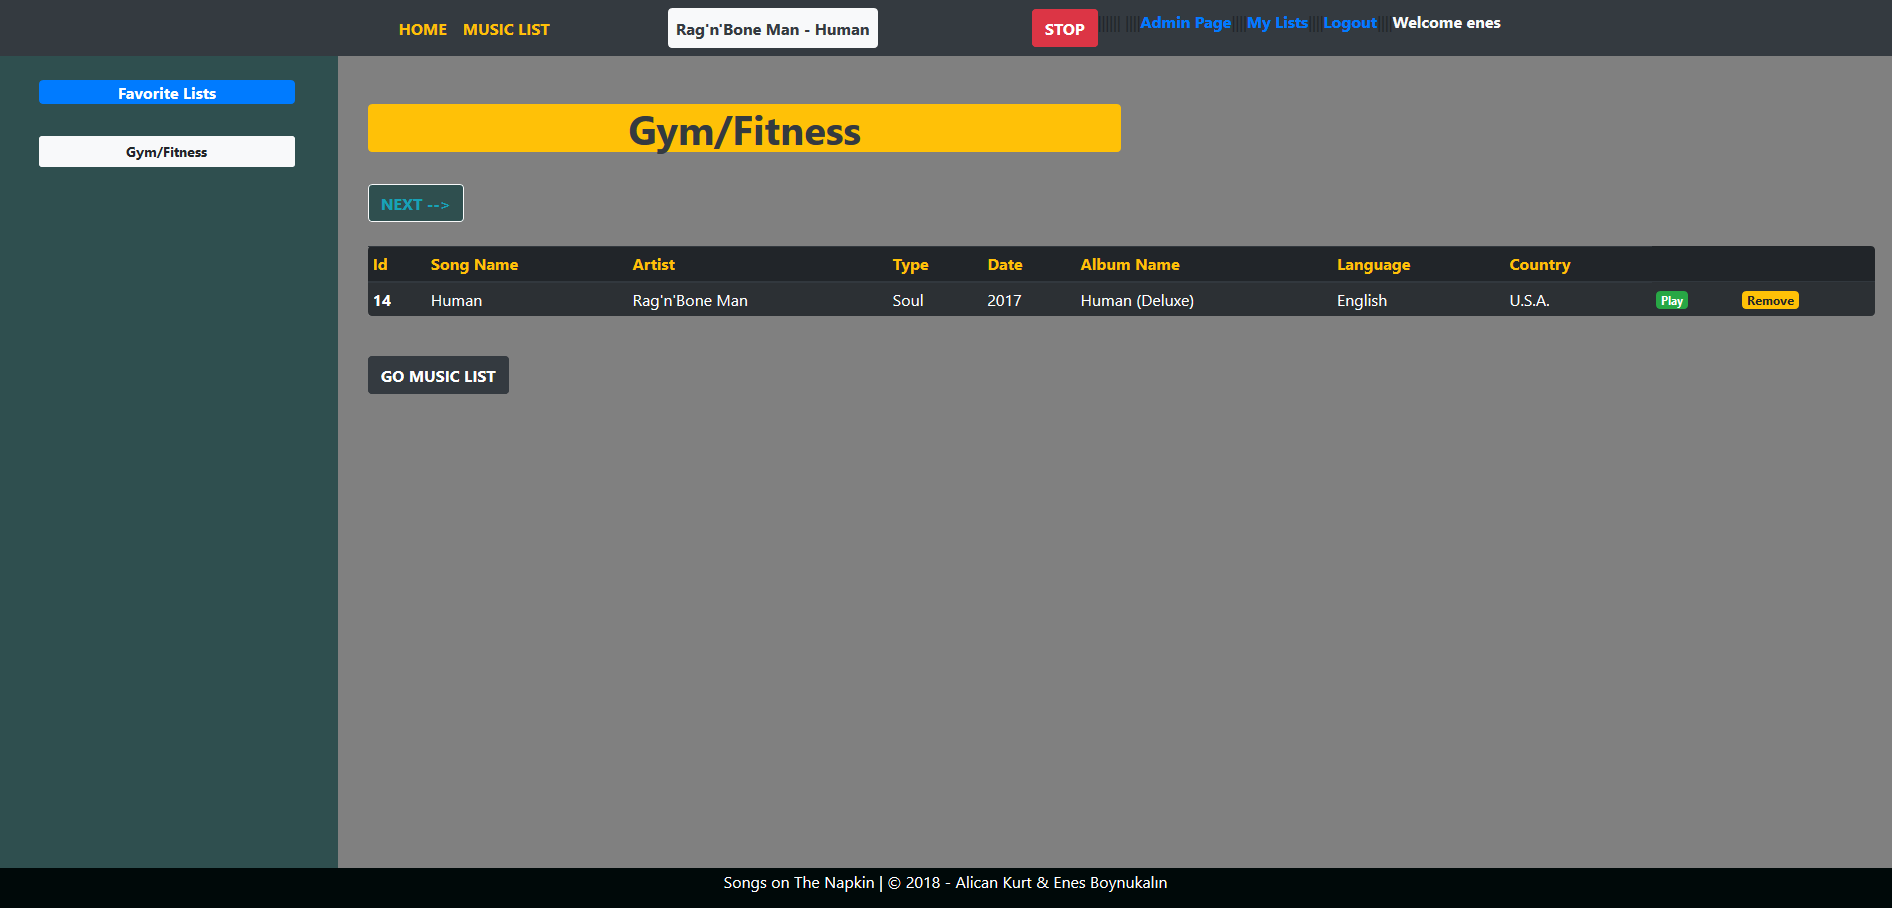 HOME MUSIC LIST Rag'n'Bone Man - Human STOP |||||| ||||Admin Page||||My Lists||||Logout||||Welcome enes
Favorite Lists
Gym/Fitness
Gym/Fitness
NEXT -->
Id Song Name Artist Type Date Album Name Language Country
14 Human Rag'n'Bone Man Soul 2017 Human (Deluxe) English U.S.A. Play Remove
GO MUSIC LIST
Songs on The Napkin | © 2018 - Alican Kurt & Enes Boynukalın